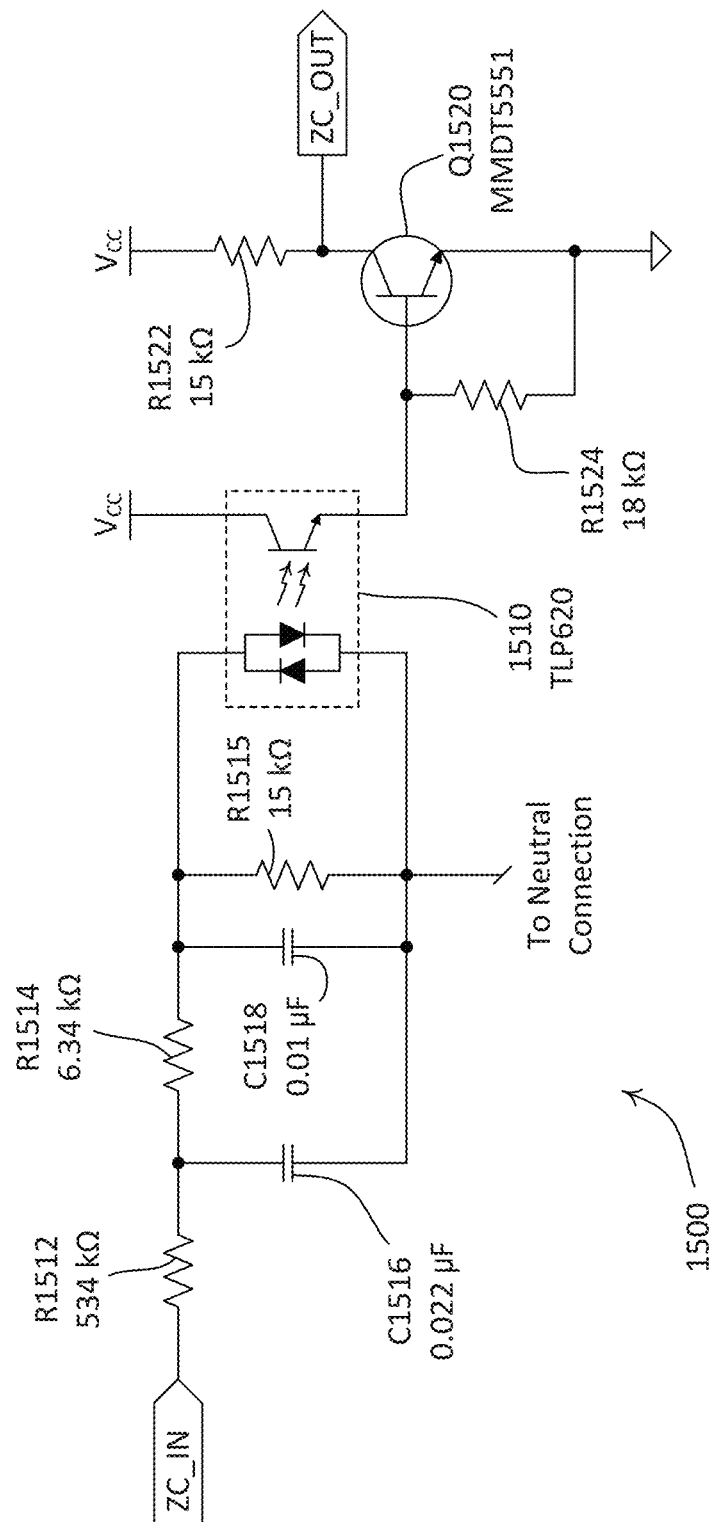 ZC_IN
R1512
534 kΩ
C1516
0.022 µF
R1514
6.34 kΩ
C1518
0.01 µF
R1515
15 kΩ
To Neutral
Connection
1510
TLP620
VCC
R1522
15 kΩ
VCC
R1524
18 kΩ
ZC_OUT
Q1520
MMDT5551
1500